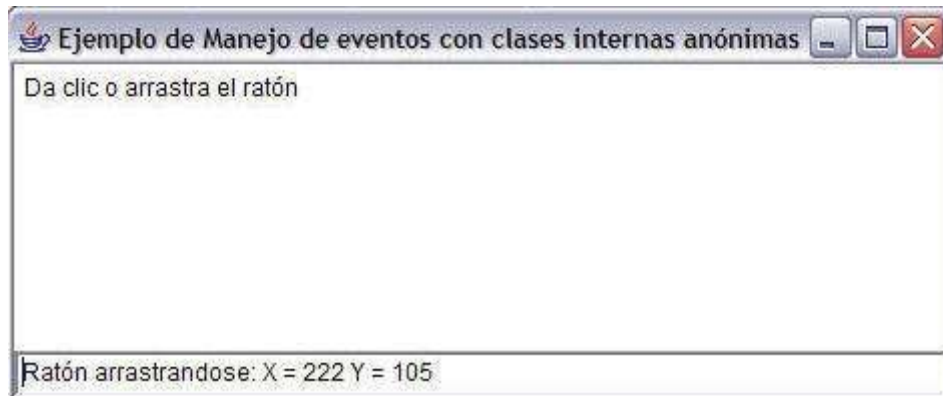 Ejemplo de Manejo de eventos con clases internas anónimas
Da clic o arrastra el ratón
Ratón arrastrandose: X = 222 Y = 105